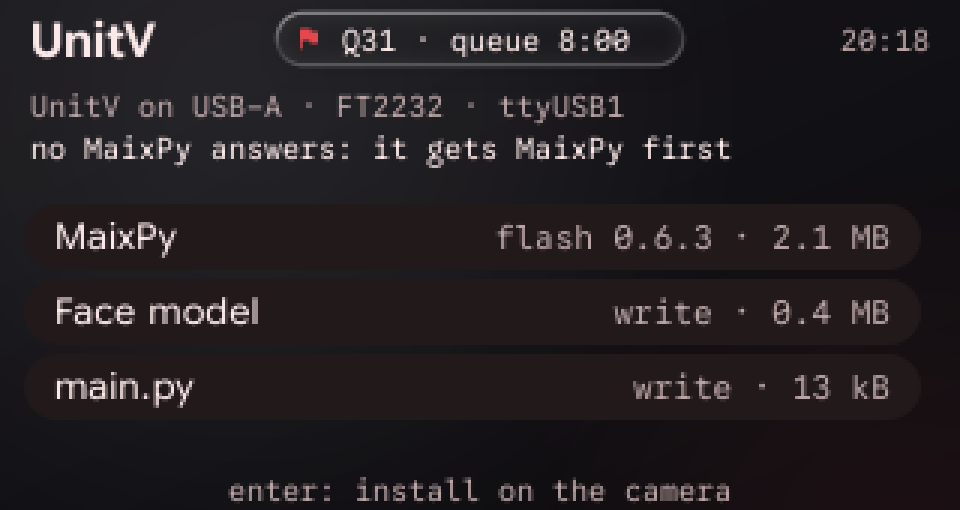 UnitV
Q31 · queue 8:00
20:18
UnitV on USB-A · FT2232 · ttyUSB1
no MaixPy answers: it gets MaixPy first
MaixPy flash 0.6.3 · 2.1 MB
Face model write · 0.4 MB
main.py write · 13 kB
enter: install on the camera